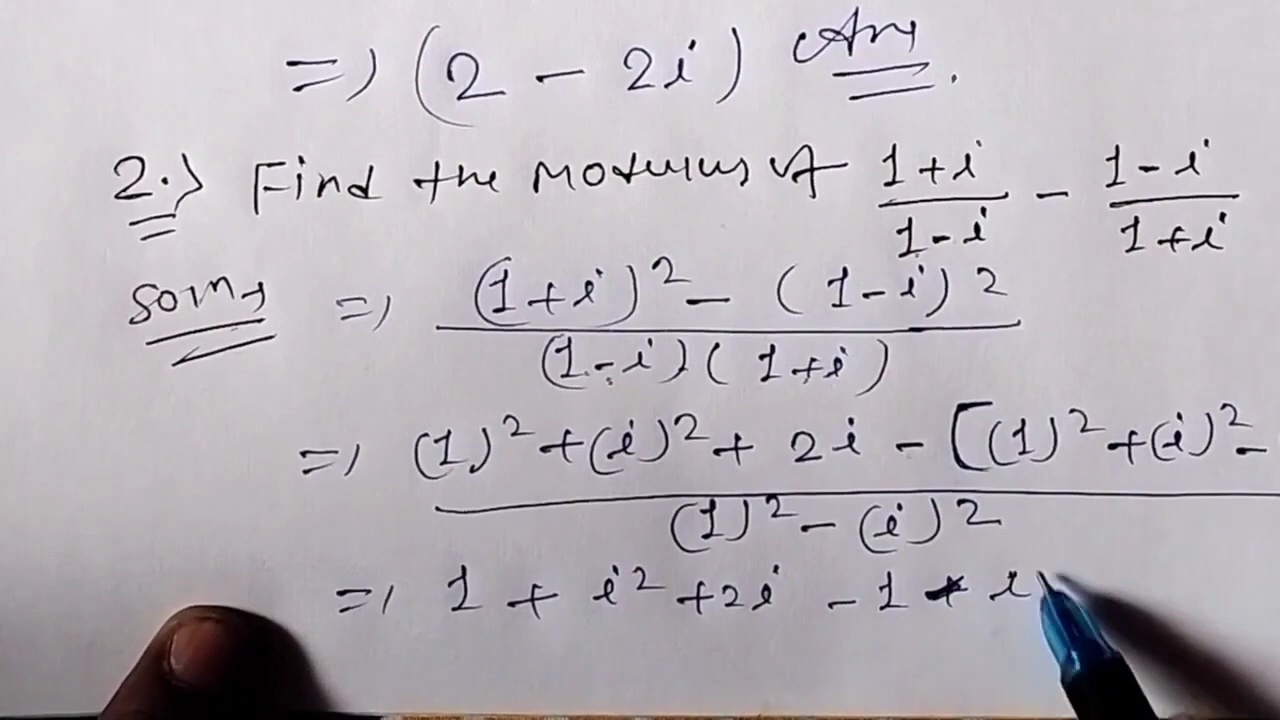 =) (2 - 2i) Ans.
2.) Find the Modulus of (1+i)/(1-i) - (1-i)/(1+i)
Soln, =) ((1+i)² - (1-i)²)/((1-i)(1+i))
=) ((1)² + (i)² + 2i - [(1)² + (i)² -)/((1)² - (i)²)
=) 1 + i² + 2i - 1 + i